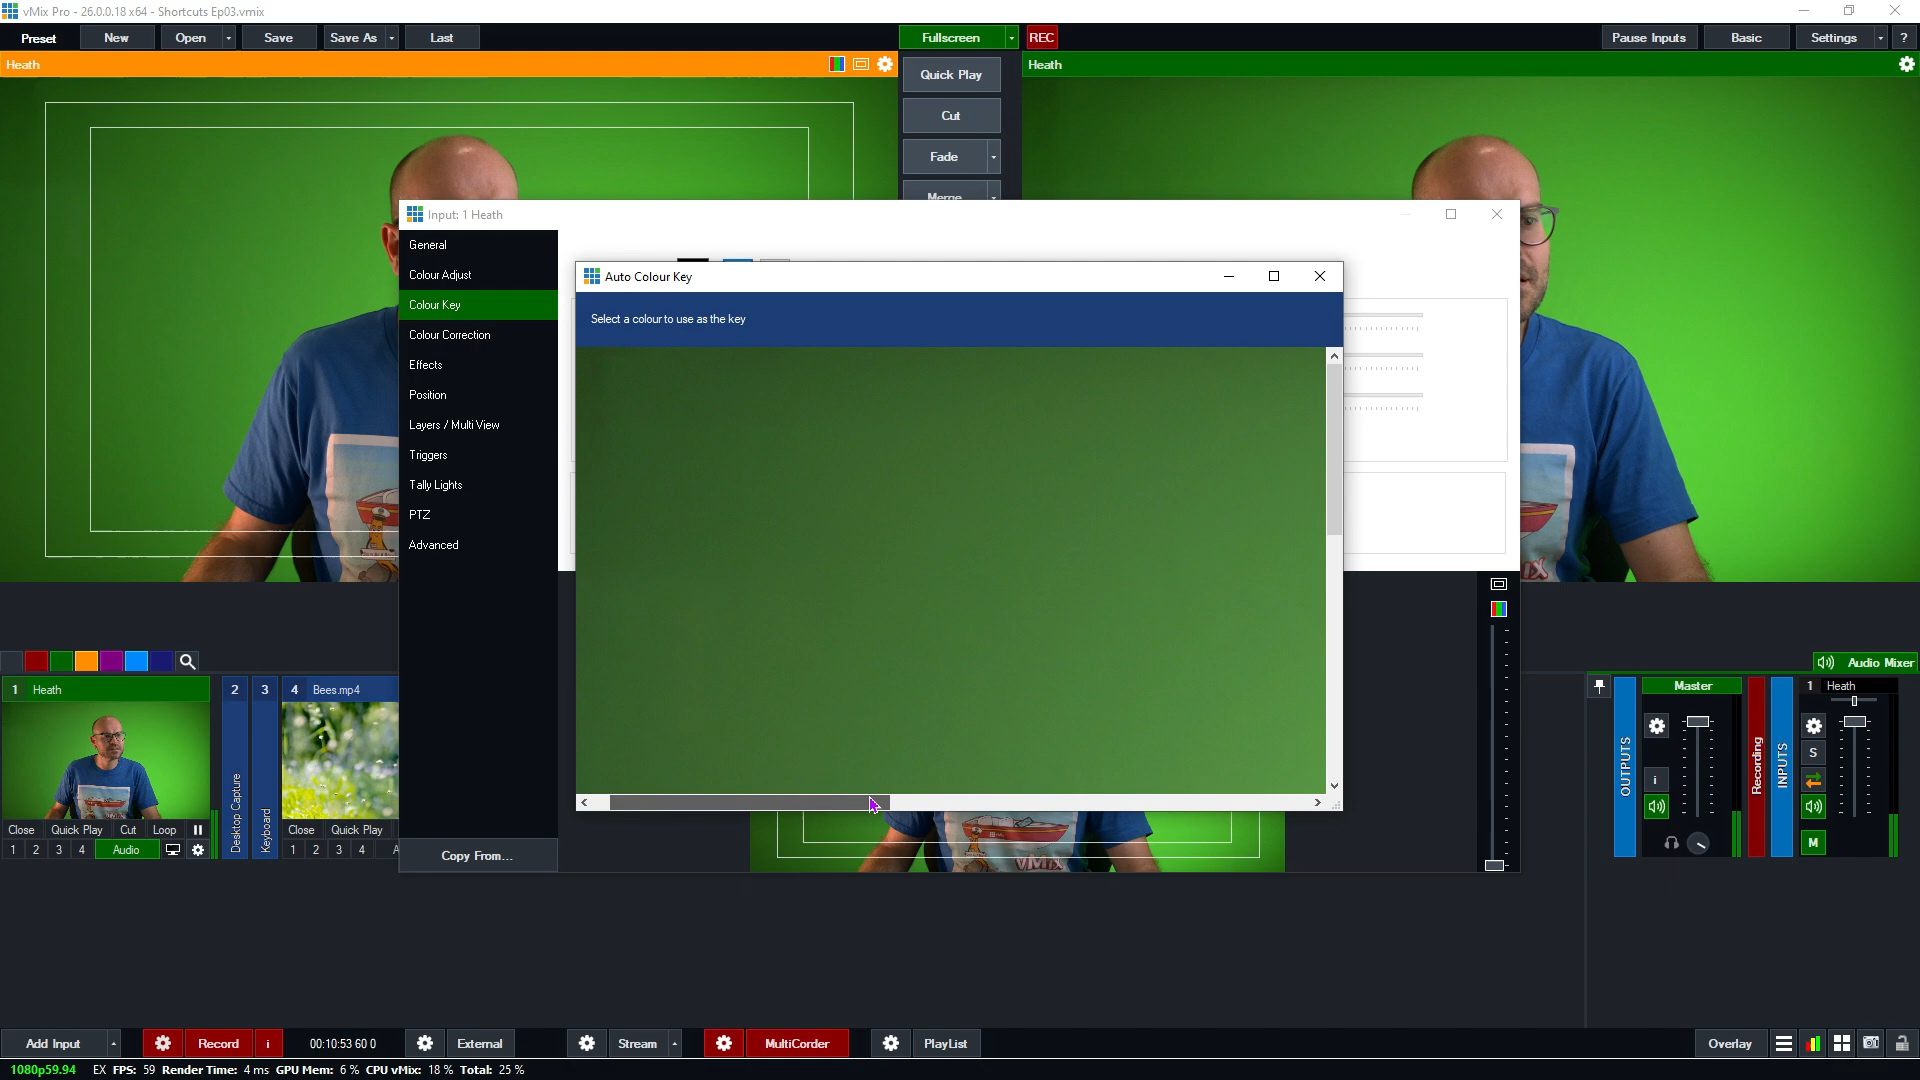 vMix Pro - 26.0.0.18 x64 - Shortcuts Ep03.vmix
Preset New Open Save Save As Last Fullscreen REC Pause Inputs Basic Settings ?
Heath
Heath
Quick Play
Cut
Fade
Merge
Input: 1 Heath
General
Colour Adjust
Colour Key
Colour Correction
Effects
Position
Layers / Multi View
Triggers
Tally Lights
PTZ
Advanced
Copy From...
Auto Colour Key
Select a colour to use as the key
Audio Mixer
1 Heath
2
Desktop Capture
3
Keyboard
4 Bees.mp4
Close Quick Play Cut Loop
1 2 3 4 Audio
Close Quick Play
1 2 3 4 A
VMIX
OUTPUTS
Master
i
Recording
INPUTS
1 Heath
S
M
Add Input Record i 00:10:53 60 0 External Stream MultiCorder PlayList Overlay
1080p59.94 EX FPS: 59 Render Time: 4 ms GPU Mem: 6 % CPU vMix: 18 % Total: 25 %